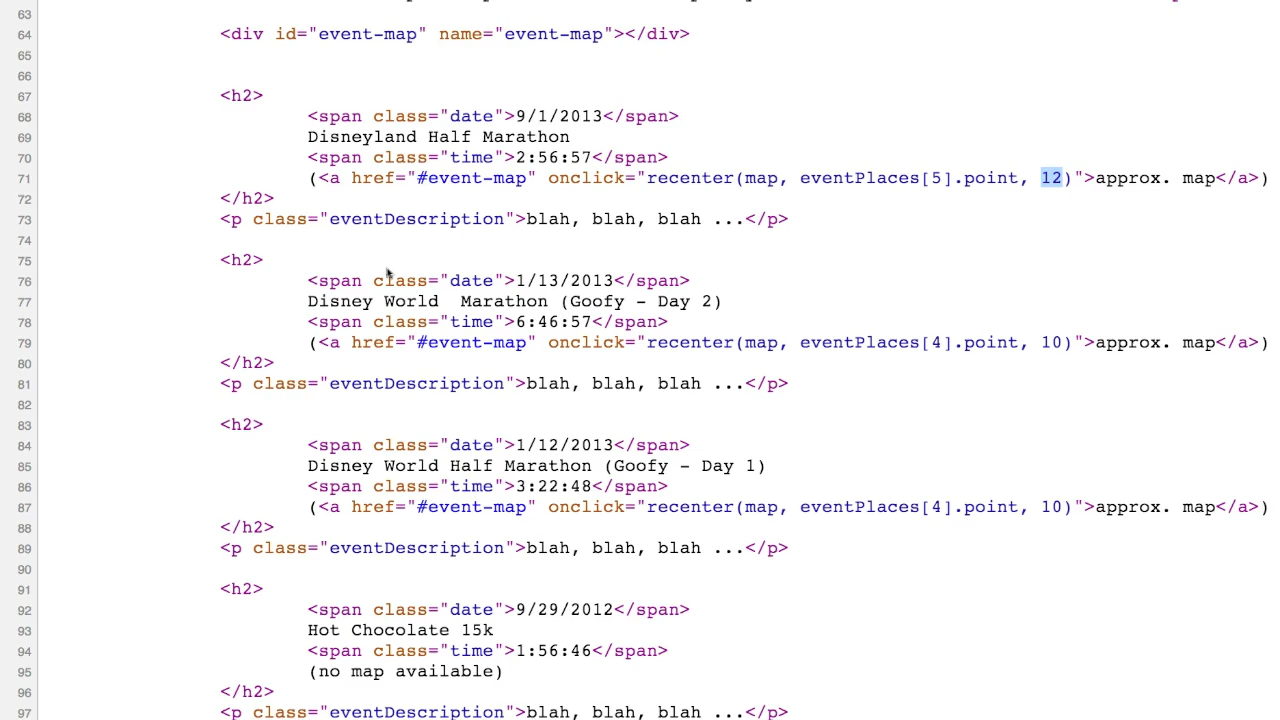 63
64 <div id="event-map" name="event-map"></div>
65
66
67 <h2>
68 <span class="date">9/1/2013</span>
69 Disneyland Half Marathon
70 <span class="time">2:56:57</span>
71 (<a href="#event-map" onclick="recenter(map, eventPlaces[5].point, 12)">approx. map</a>)
72 </h2>
73 <p class="eventDescription">blah, blah, blah ...</p>
74
75 <h2>
76 <span class="date">1/13/2013</span>
77 Disney World  Marathon (Goofy - Day 2)
78 <span class="time">6:46:57</span>
79 (<a href="#event-map" onclick="recenter(map, eventPlaces[4].point, 10)">approx. map</a>)
80 </h2>
81 <p class="eventDescription">blah, blah, blah ...</p>
82
83 <h2>
84 <span class="date">1/12/2013</span>
85 Disney World Half Marathon (Goofy - Day 1)
86 <span class="time">3:22:48</span>
87 (<a href="#event-map" onclick="recenter(map, eventPlaces[4].point, 10)">approx. map</a>)
88 </h2>
89 <p class="eventDescription">blah, blah, blah ...</p>
90
91 <h2>
92 <span class="date">9/29/2012</span>
93 Hot Chocolate 15k
94 <span class="time">1:56:46</span>
95 (no map available)
96 </h2>
97 <p class="eventDescription">blah, blah, blah ...</p>